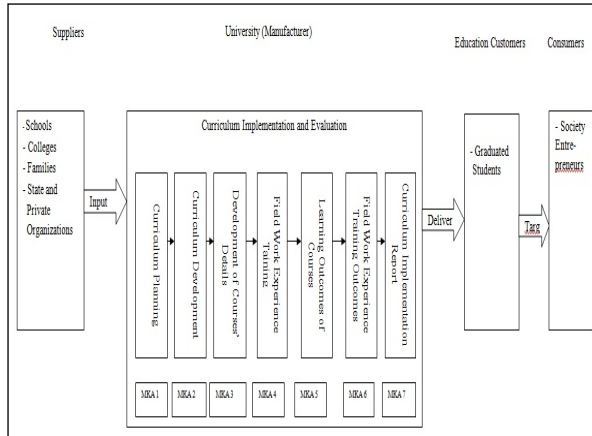 Suppliers
University (Manufacturer)
Education Customers
Consumers
-Schools
- Colleges
- Families
- State and
Private
Organizations
Input
Curriculum Implementation and Evaluation
Curriculum Planning
Curriculum Development
Development of Courses'
Details
Field Work Experience
Taining
Learning Outcomes of
Courses
Field Work Experience
Training Outcomes
Curriculum Implementation
Report
MKA 1
MKA2
MKA 3
MKA 4
MKA 5
MKA 6
MKA 7
Deliver
- Graduated
Students
Targ
- Society
Entre-
preneurs